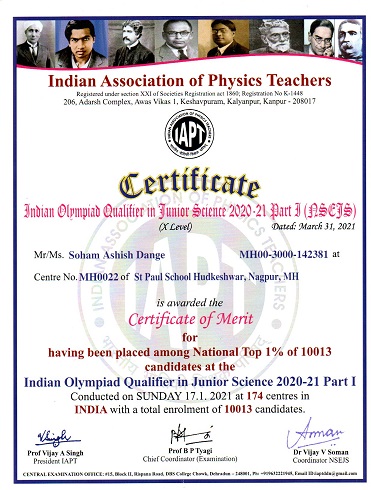 Indian Association of Physics Teachers
Registered under section XXI of Societies Registration act 1860; Registration No K-1448
206, Adarsh Complex, Awas Vikas 1, Keshavpuram, Kalyanpur, Kanpur - 208017
IAPT
Certificate
Indian Olympiad Qualifier in Junior Science 2020-21 Part I (NSEJS)
(X Level) Dated: March 31, 2021
Mr/Ms. Soham Ashish Dange MH00-3000-142381 at
Centre No. MH0022 of St Paul School Hudkeshwar, Nagpur, MH
is awarded the
Certificate of Merit
for
having been placed among National Top 1% of 10013
candidates at the
Indian Olympiad Qualifier in Junior Science 2020-21 Part I
Conducted on SUNDAY 17.1. 2021 at 174 centres in
INDIA with a total enrolment of 10013 candidates.
Prof Vijay A Singh
President IAPT
Prof B P Tyagi
Chief Coordinator (Examination)
Dr Vijay V Soman
Coordinator NSEJS
CENTRAL EXAMINATION OFFICE: #15, Block II, Rispana Road, DBS College Chowk, Dehradun - 248001,